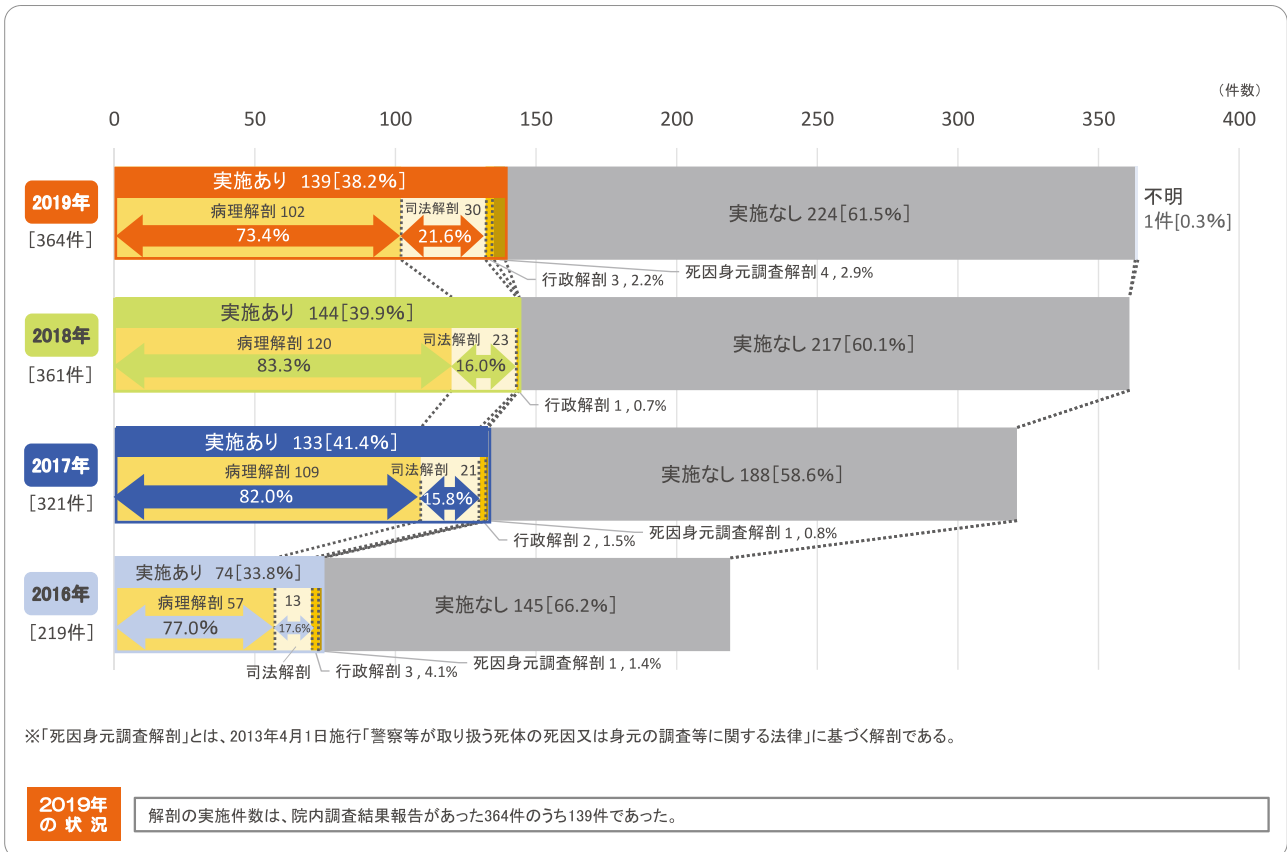 (件数)
0 50 100 150 200 250 300 350 400
2019年
[364件]
実施あり 139[38.2%]
病理解剖 102
73.4%
司法解剖 30
21.6%
実施なし 224[61.5%]
不明
1件[0.3%]
行政解剖 3 , 2.2%
死因身元調査解剖 4 , 2.9%
2018年
[361件]
実施あり 144[39.9%]
病理解剖 120
83.3%
司法解剖 23
16.0%
実施なし 217[60.1%]
行政解剖 1 , 0.7%
2017年
[321件]
実施あり 133[41.4%]
病理解剖 109
82.0%
司法解剖 21
15.8%
実施なし 188[58.6%]
行政解剖 2 , 1.5%
死因身元調査解剖 1 , 0.8%
2016年
[219件]
実施あり 74[33.8%]
病理解剖 57
77.0%
13
17.6%
実施なし 145[66.2%]
司法解剖
行政解剖 3 , 4.1%
死因身元調査解剖 1 , 1.4%
※「死因身元調査解剖」とは、2013年4月1日施行「警察等が取り扱う死体の死因又は身元の調査等に関する法律」に基づく解剖である。
2019年
の 状 況
解剖の実施件数は、院内調査結果報告があった364件のうち139件であった。